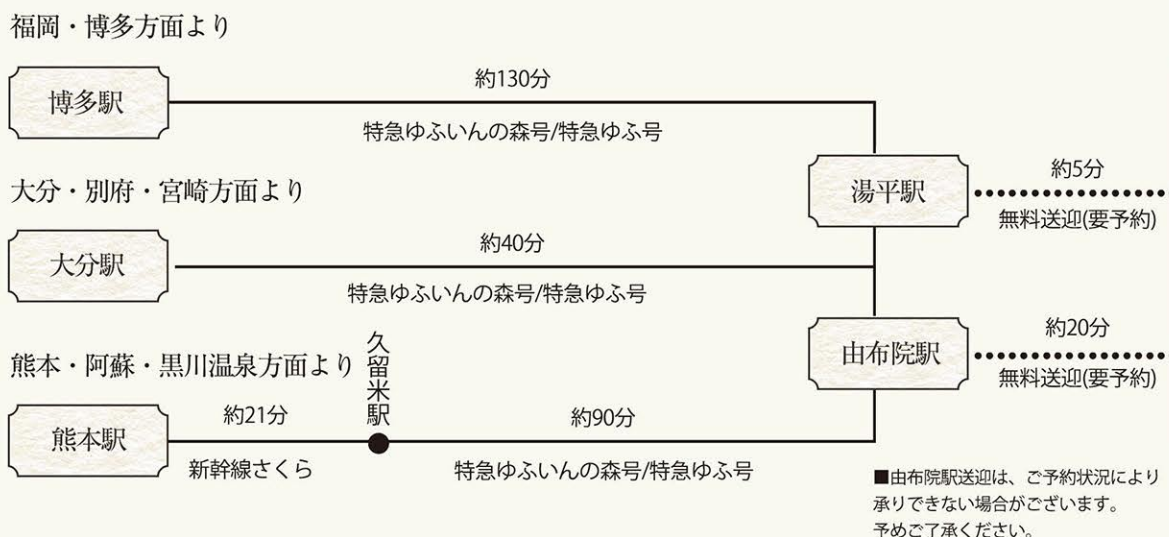 福岡・博多方面より
博多駅
約130分
特急ゆふいんの森号/特急ゆふ号
湯平駅
約5分
無料送迎(要予約)
大分・別府・宮崎方面より
大分駅
約40分
特急ゆふいんの森号/特急ゆふ号
由布院駅
約20分
無料送迎(要予約)
熊本・阿蘇・黒川温泉方面より
熊本駅
約21分
新幹線さくら
久留米駅
約90分
特急ゆふいんの森号/特急ゆふ号
■由布院駅送迎は、ご予約状況により
承りできない場合がございます。
予めご了承ください。